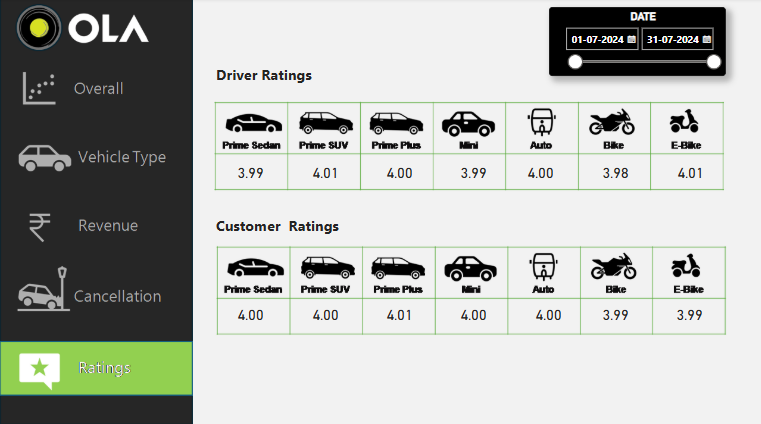 OLA
Overall
Vehicle Type
Revenue
Cancellation
Ratings
DATE
01-07-2024 31-07-2024
Driver Ratings
Prime Sedan Prime SUV Prime Plus Mini Auto Bike E-Bike
3.99 4.01 4.00 3.99 4.00 3.98 4.01
Customer Ratings
Prime Sedan Prime SUV Prime Plus Mini Auto Bike E-Bike
4.00 4.00 4.01 4.00 4.00 3.99 3.99